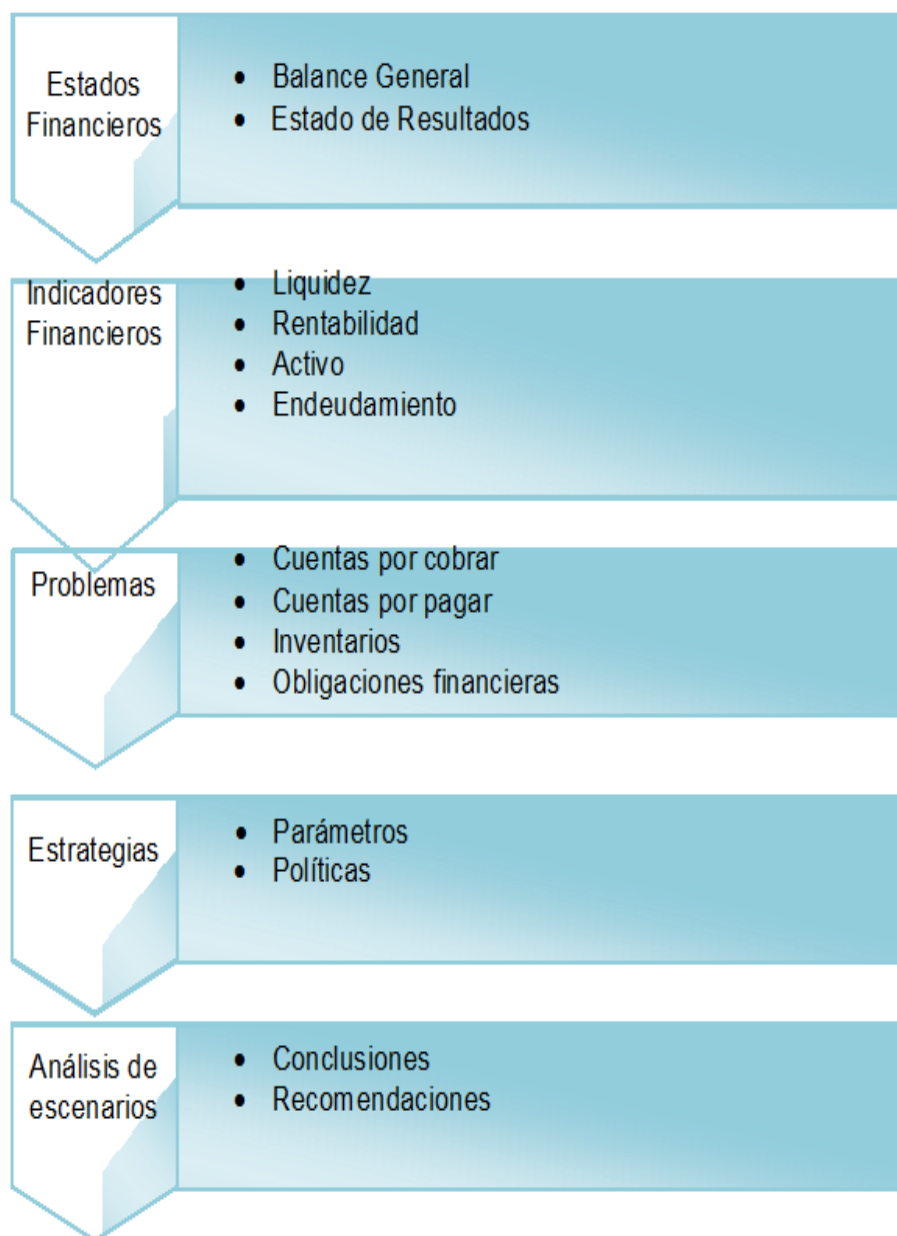 Estados
Financieros
• Balance General
• Estado de Resultados
Indicadores
Financieros
• Liquidez
• Rentabilidad
• Activo
• Endeudamiento
Problemas
• Cuentas por cobrar
• Cuentas por pagar
• Inventarios
• Obligaciones financieras
Estrategias
• Parámetros
• Políticas
Análisis de
escenarios
• Conclusiones
• Recomendaciones